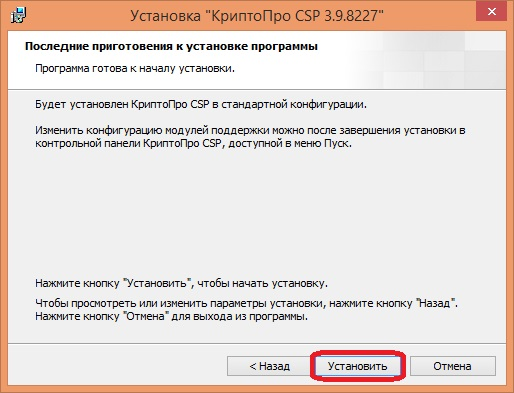 Установка "КриптоПро CSP 3.9.8227"
Последние приготовления к установке программы
Программа готова к началу установки.
Будет установлен КриптоПро CSP в стандартной конфигурации.
Изменить конфигурацию модулей поддержки можно после завершения установки в
контрольной панели КриптоПро CSP, доступной в меню Пуск.
Нажмите кнопку "Установить", чтобы начать установку.
Чтобы просмотреть или изменить параметры установки, нажмите кнопку "Назад".
Нажмите кнопку "Отмена" для выхода из программы.
< Назад Установить Отмена